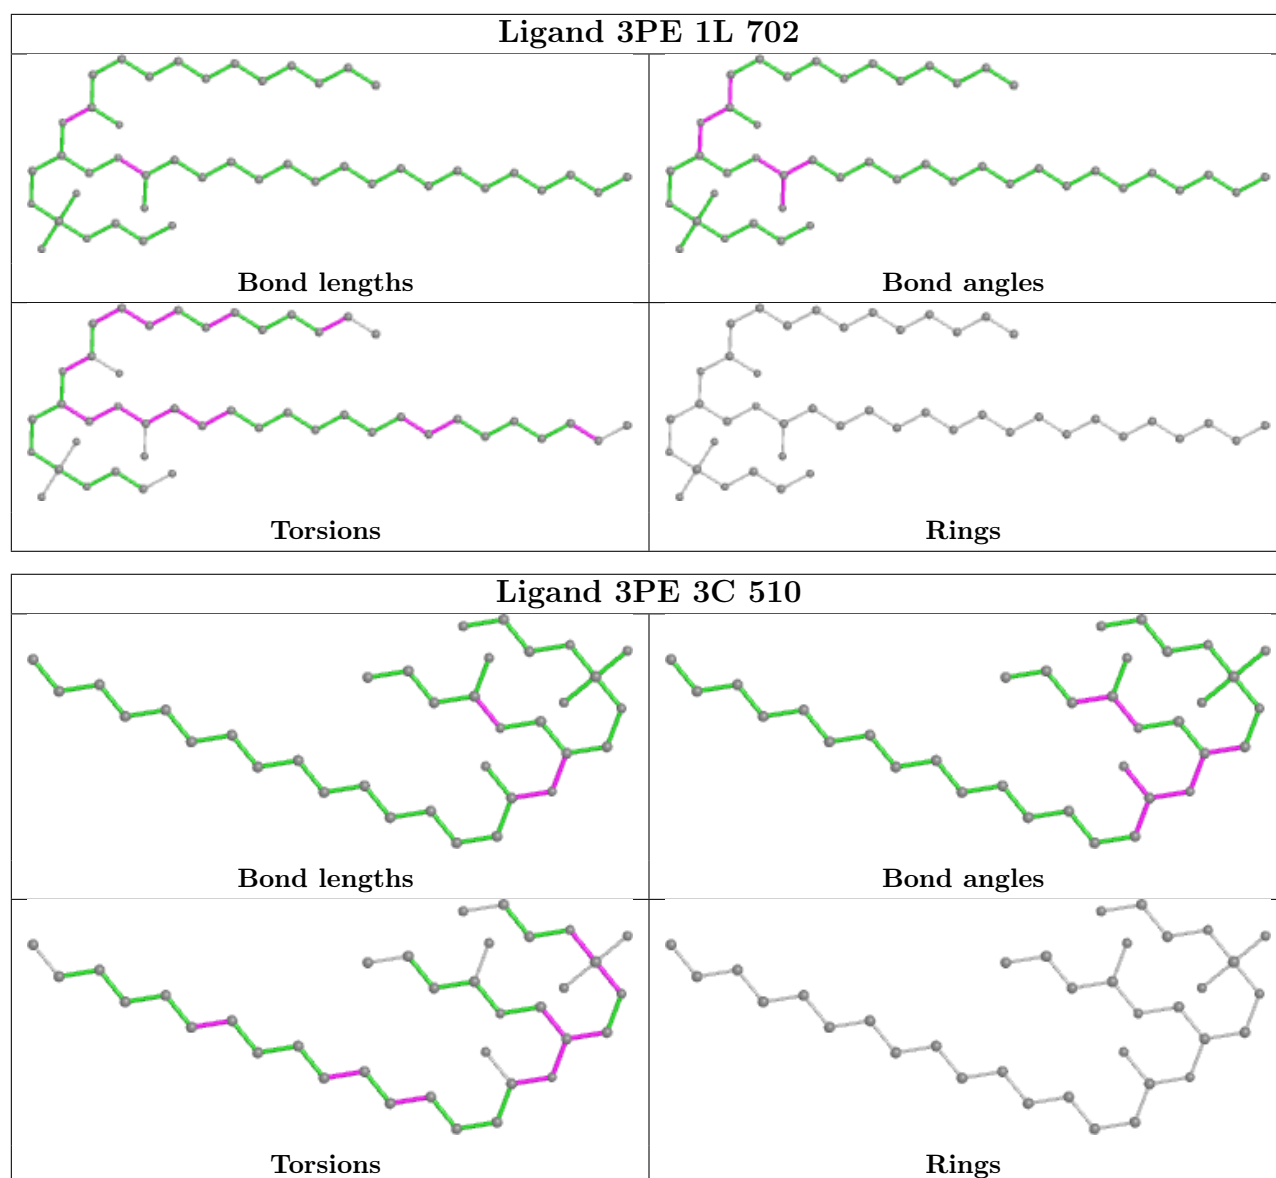 Ligand 3PE 1L 702
Bond lengths
Bond angles
Torsions
Rings
Ligand 3PE 3C 510
Bond lengths
Bond angles
Torsions
Rings